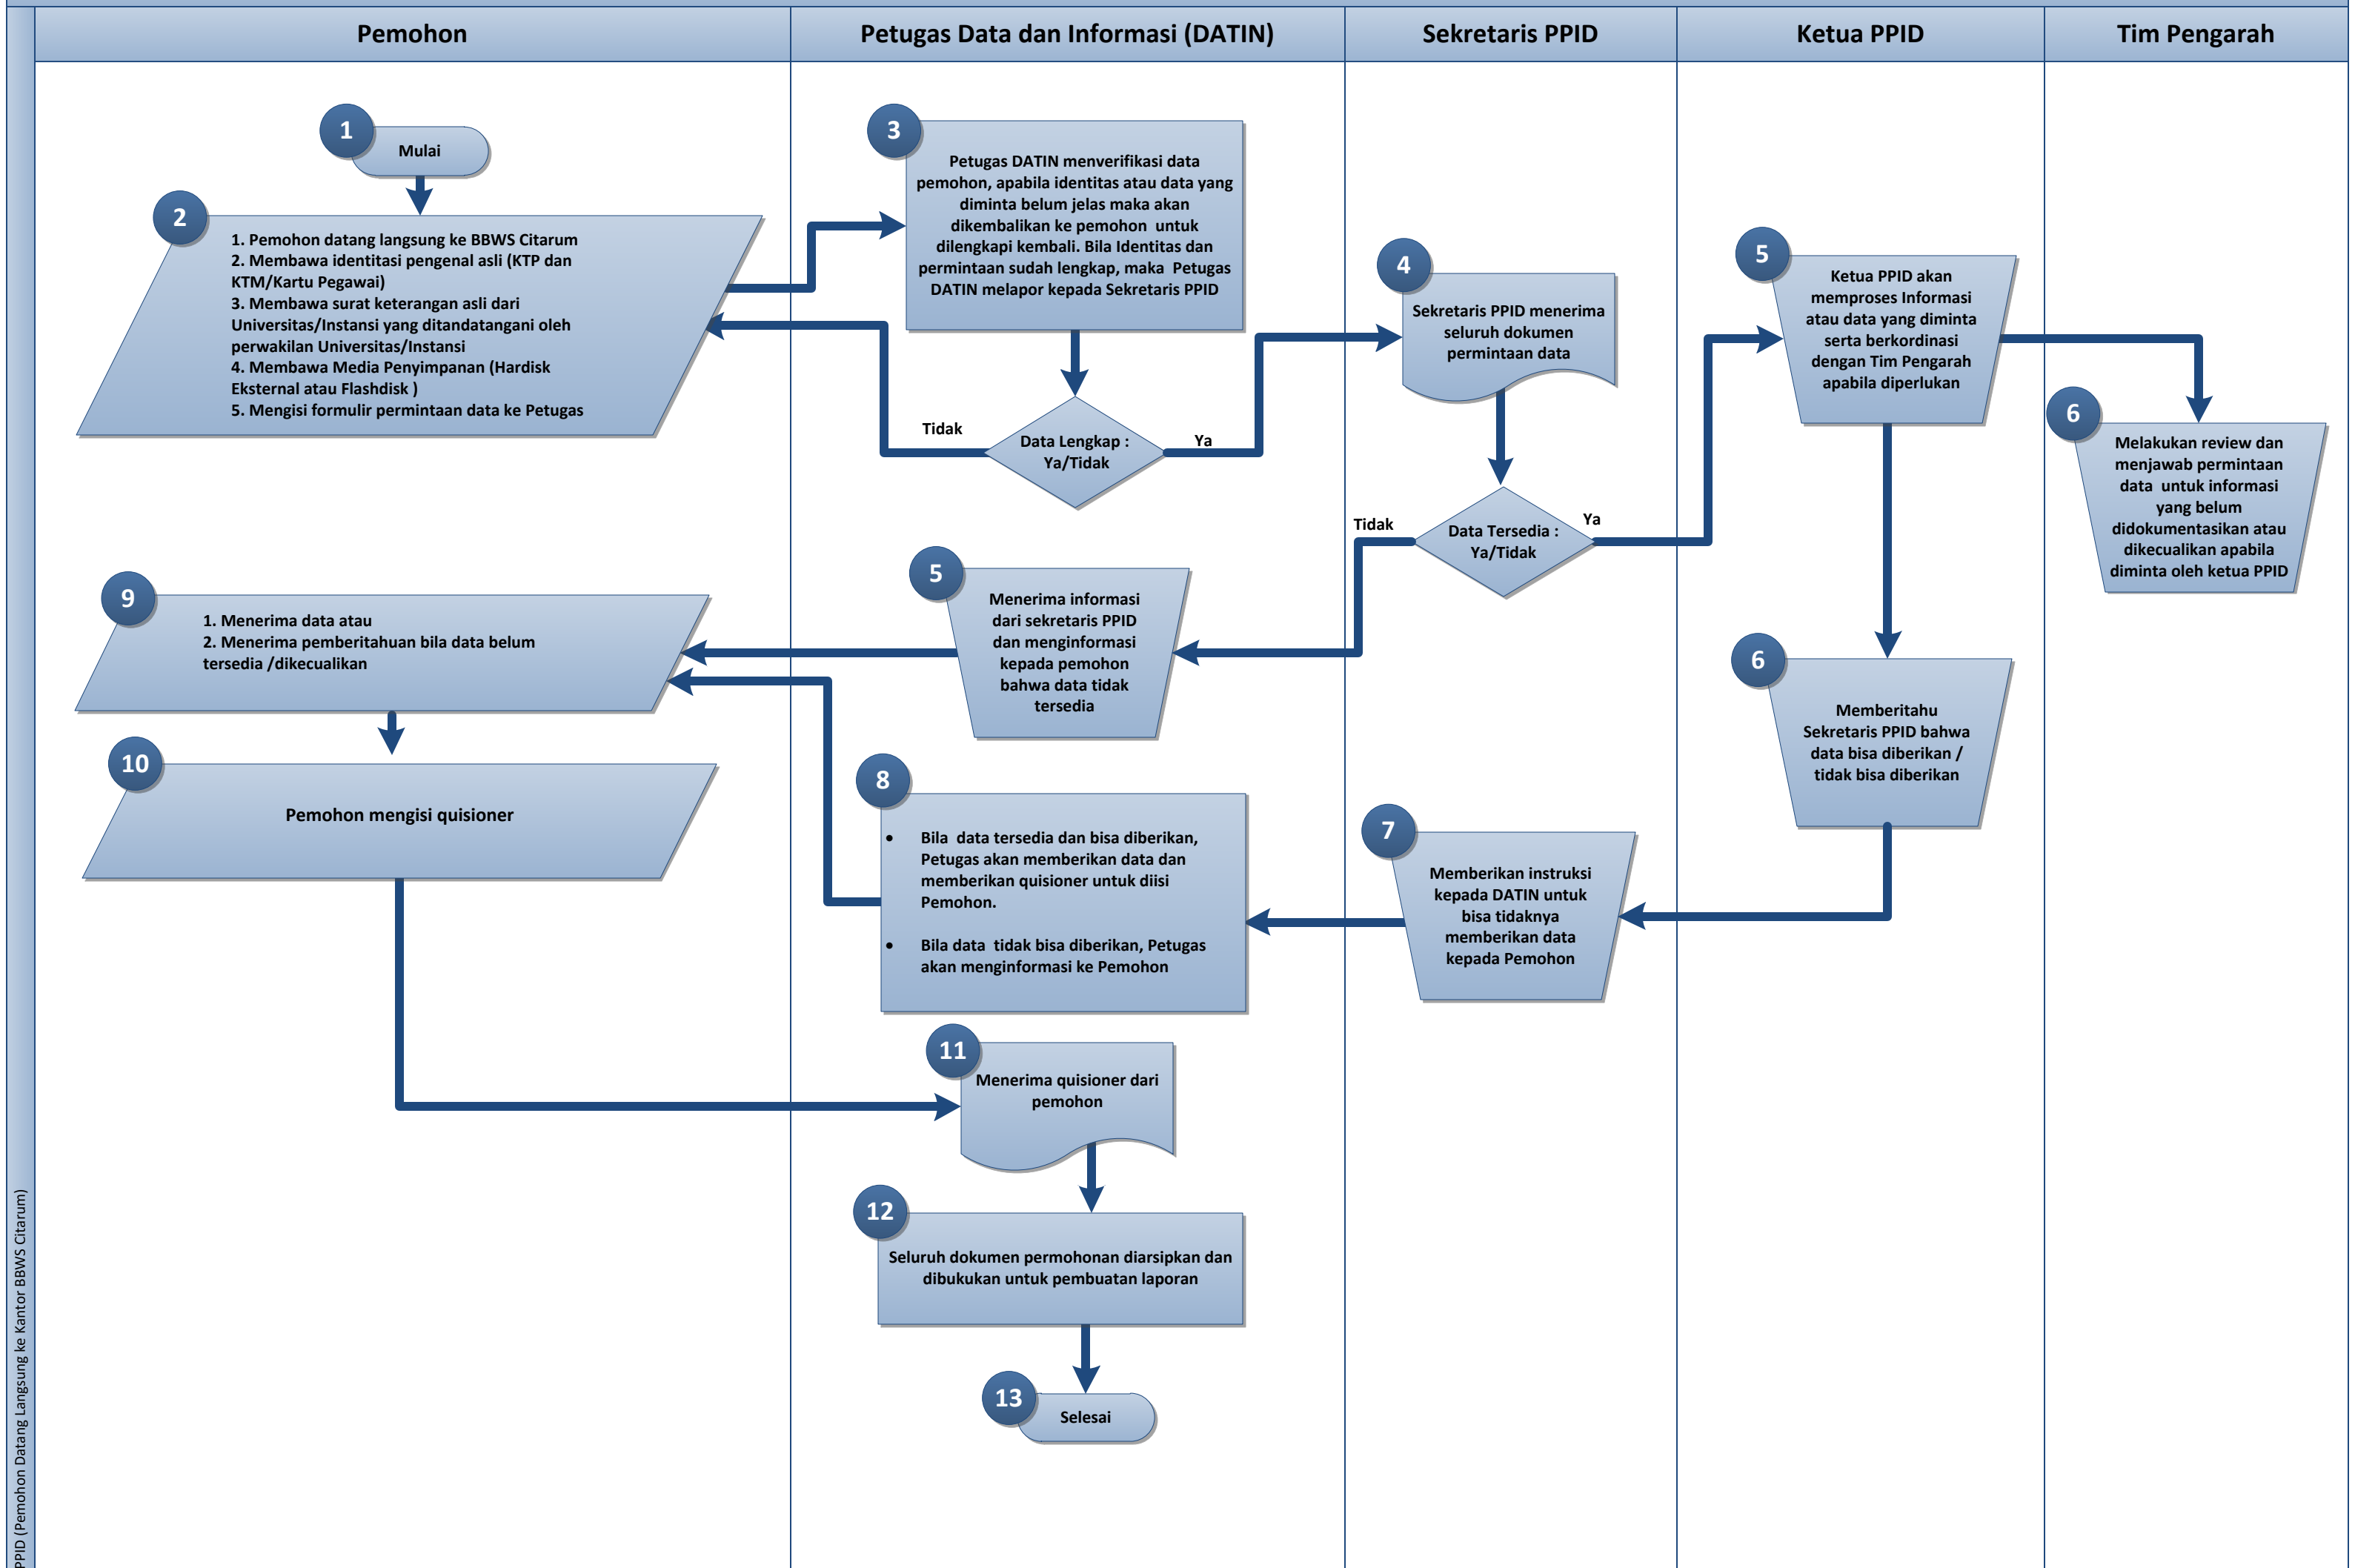 Pemohon
Petugas Data dan Informasi (DATIN)
Sekretaris PPID
Ketua PPID
Tim Pengarah
1
Mulai
2
1. Pemohon datang langsung ke BBWS Citarum
2. Membawa identitasi pengenal asli (KTP dan
KTM/Kartu Pegawai)
3. Membawa surat keterangan asli dari
Universitas/Instansi yang ditandatangani oleh
perwakilan Universitas/Instansi
4. Membawa Media Penyimpanan (Hardisk
Eksternal atau Flashdisk )
5. Mengisi formulir permintaan data ke Petugas
3
Petugas DATIN menverifikasi data
pemohon, apabila identitas atau data yang
diminta belum jelas maka akan
dikembalikan ke pemohon untuk
dilengkapi kembali. Bila Identitas dan
permintaan sudah lengkap, maka Petugas
DATIN melapor kepada Sekretaris PPID
Tidak
Data Lengkap :
Ya/Tidak
Ya
4
Sekretaris PPID menerima
seluruh dokumen
permintaan data
Tidak
Data Tersedia :
Ya/Tidak
Ya
5
Ketua PPID akan
memproses Informasi
atau data yang diminta
serta berkordinasi
dengan Tim Pengarah
apabila diperlukan
6
Melakukan review dan
menjawab permintaan
data untuk informasi
yang belum
didokumentasikan atau
dikecualikan apabila
diminta oleh ketua PPID
5
Menerima informasi
dari sekretaris PPID
dan menginformasi
kepada pemohon
bahwa data tidak
tersedia
6
Memberitahu
Sekretaris PPID bahwa
data bisa diberikan /
tidak bisa diberikan
7
Memberikan instruksi
kepada DATIN untuk
bisa tidaknya
memberikan data
kepada Pemohon
8
• Bila data tersedia dan bisa diberikan,
Petugas akan memberikan data dan
memberikan quisioner untuk diisi
Pemohon.
• Bila data tidak bisa diberikan, Petugas
akan menginformasi ke Pemohon
9
1. Menerima data atau
2. Menerima pemberitahuan bila data belum
tersedia /dikecualikan
10
Pemohon mengisi quisioner
11
Menerima quisioner dari
pemohon
12
Seluruh dokumen permohonan diarsipkan dan
dibukukan untuk pembuatan laporan
13
Selesai
PPID (Pemohon Datang Langsung ke Kantor BBWS Citarum)